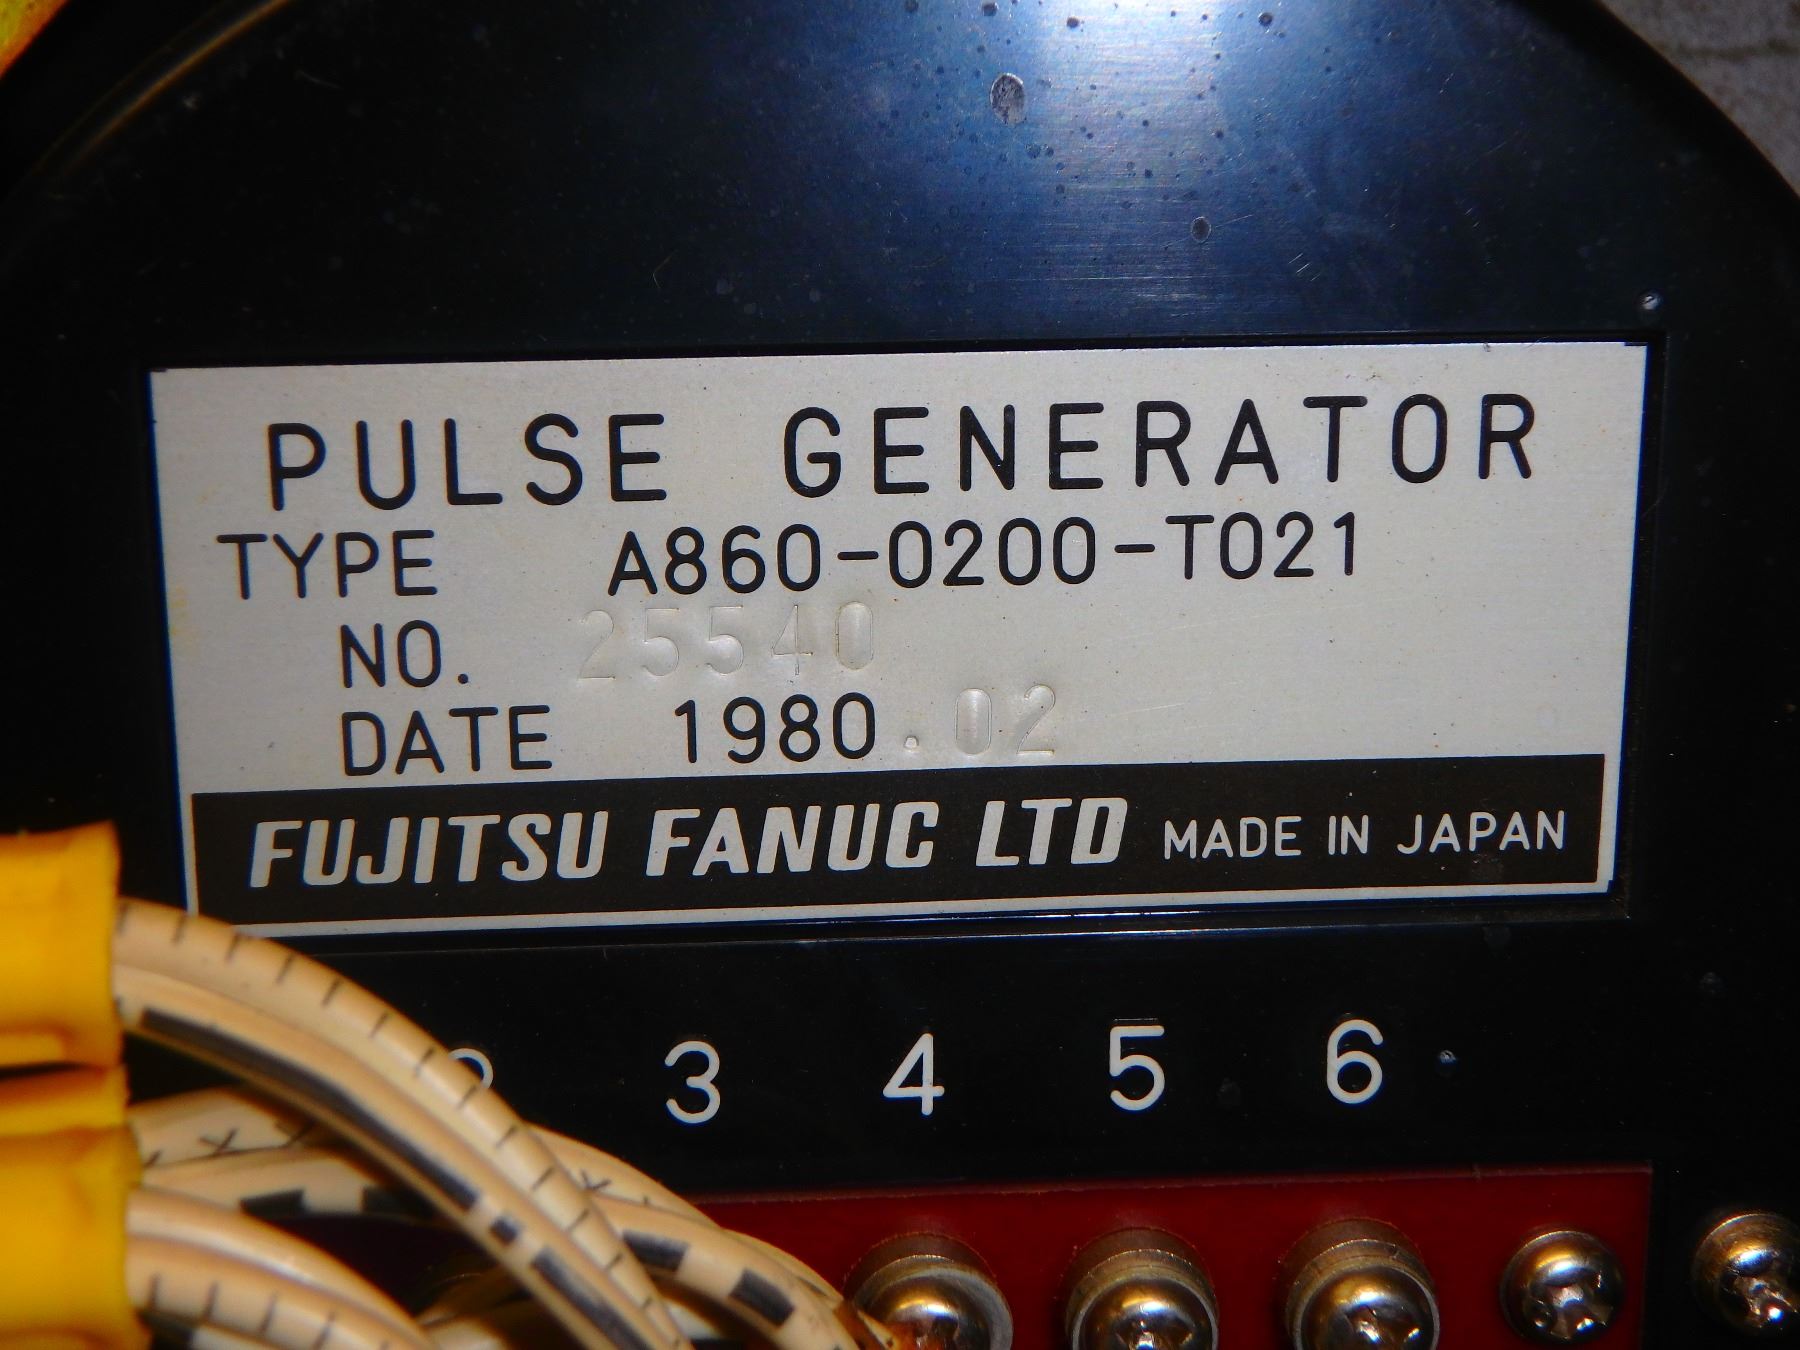 PULSE GENERATOR
TYPE A860-0200-T021
NO. 25540
DATE 1980.02
FUJITSU FANUC LTD MADE IN JAPAN
2 3 4 5 6